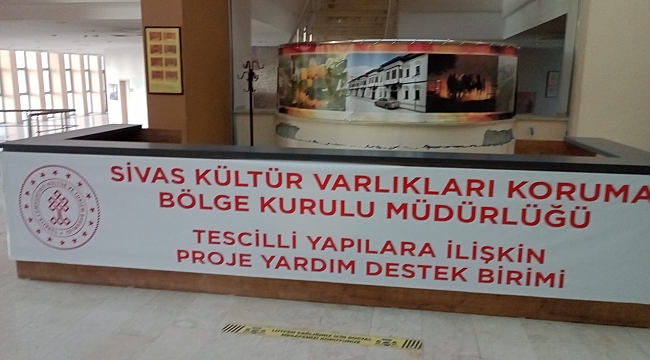 SİVAS KÜLTÜR VARLIKLARI KORUMA
BÖLGE KURULU MÜDÜRLÜĞÜ
TESCİLLİ YAPILARA İLİŞKİN
PROJE YARDIM DESTEK BİRİMİ